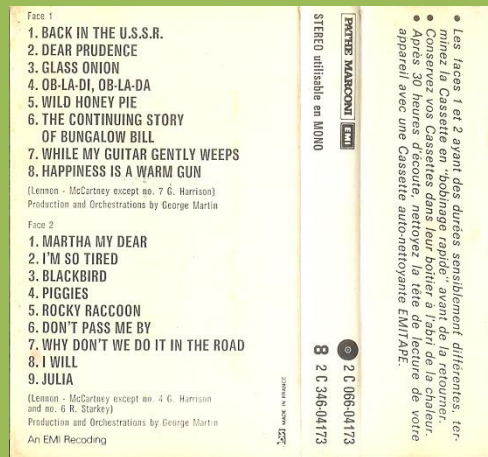 Face 1
1. BACK IN THE U.S.S.R.
2. DEAR PRUDENCE
3. GLASS ONION
4. OB-LA-DI, OB-LA-DA
5. WILD HONEY PIE
6. THE CONTINUING STORY
OF BUNGALOW BILL
7. WHILE MY GUITAR GENTLY WEEPS
8. HAPPINESS IS A WARM GUN
(Lennon - McCartney except no. 7 G. Harrison)
Production and Orchestrations by George Martin
Face 2
1. MARTHA MY DEAR
2. I'M SO TIRED
3. BLACKBIRD
4. PIGGIES
5. ROCKY RACCOON
6. DON'T PASS ME BY
7. WHY DON'T WE DO IT IN THE ROAD
8. I WILL
9. JULIA
(Lennon - McCartney except no. 4 G. Harrison
and no. 6 R. Starkey)
Production and Orchestrations by George Martin
An EMI Recoding
MADE IN FRANCE
PATHE MARCONI EMI
STEREO utilisable en MONO
2 C 066-04173
8 2 C 346-04173
• Les faces 1 et 2 ayant des durées sensiblement différentes, ter-
minez la Cassette en "bobinage rapide" avant de la retourner.
• Conservez vos Cassettes dans leur boîtier à l'abri de la chaleur.
• Après 30 heures d'écoute, nettoyez la tête de lecture de votre
appareil avec une Cassette auto-nettoyante EMITAPE.